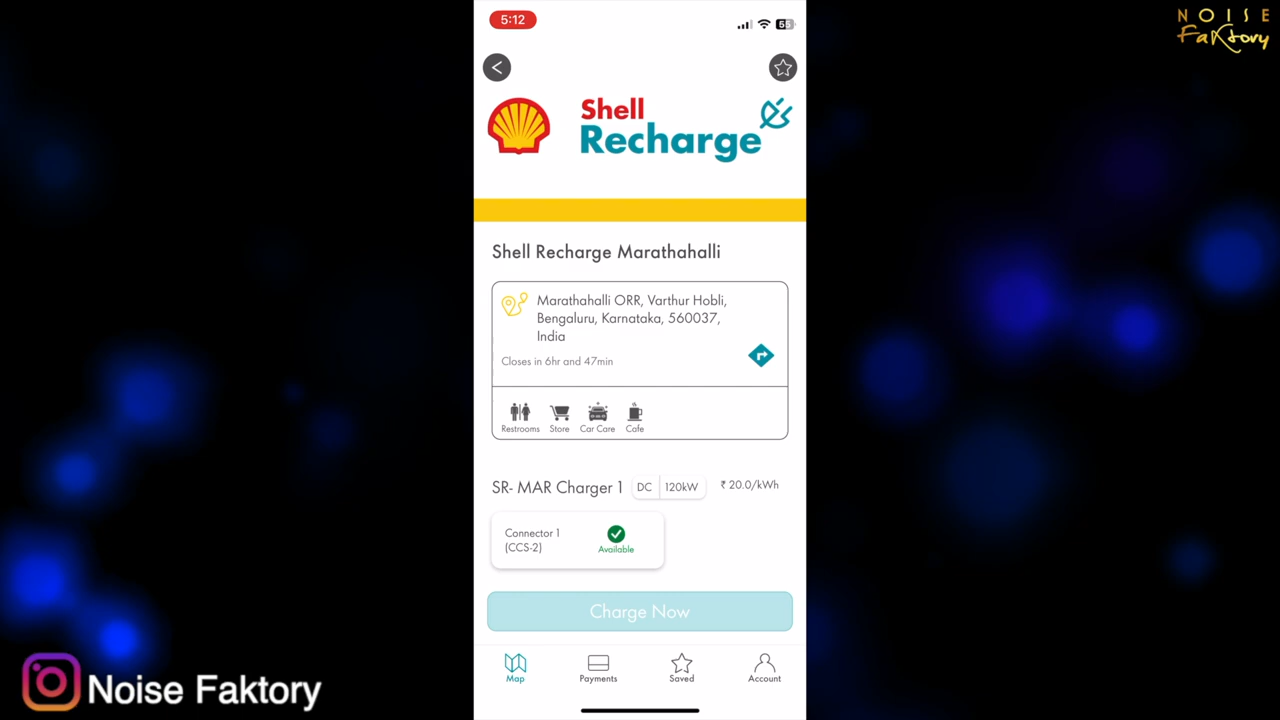 NOISE
Faktory
5:12
55
Shell
Recharge
Shell Recharge Marathahalli
Marathahalli ORR, Varthur Hobli,
Bengaluru, Karnataka, 560037,
India
Closes in 6hr and 47min
Restrooms Store Car Care Cafe
SR- MAR Charger 1 DC 120kW ₹ 20.0/kWh
Connector 1
(CCS-2)
Available
Charge Now
Map Payments Saved Account
Noise Faktory